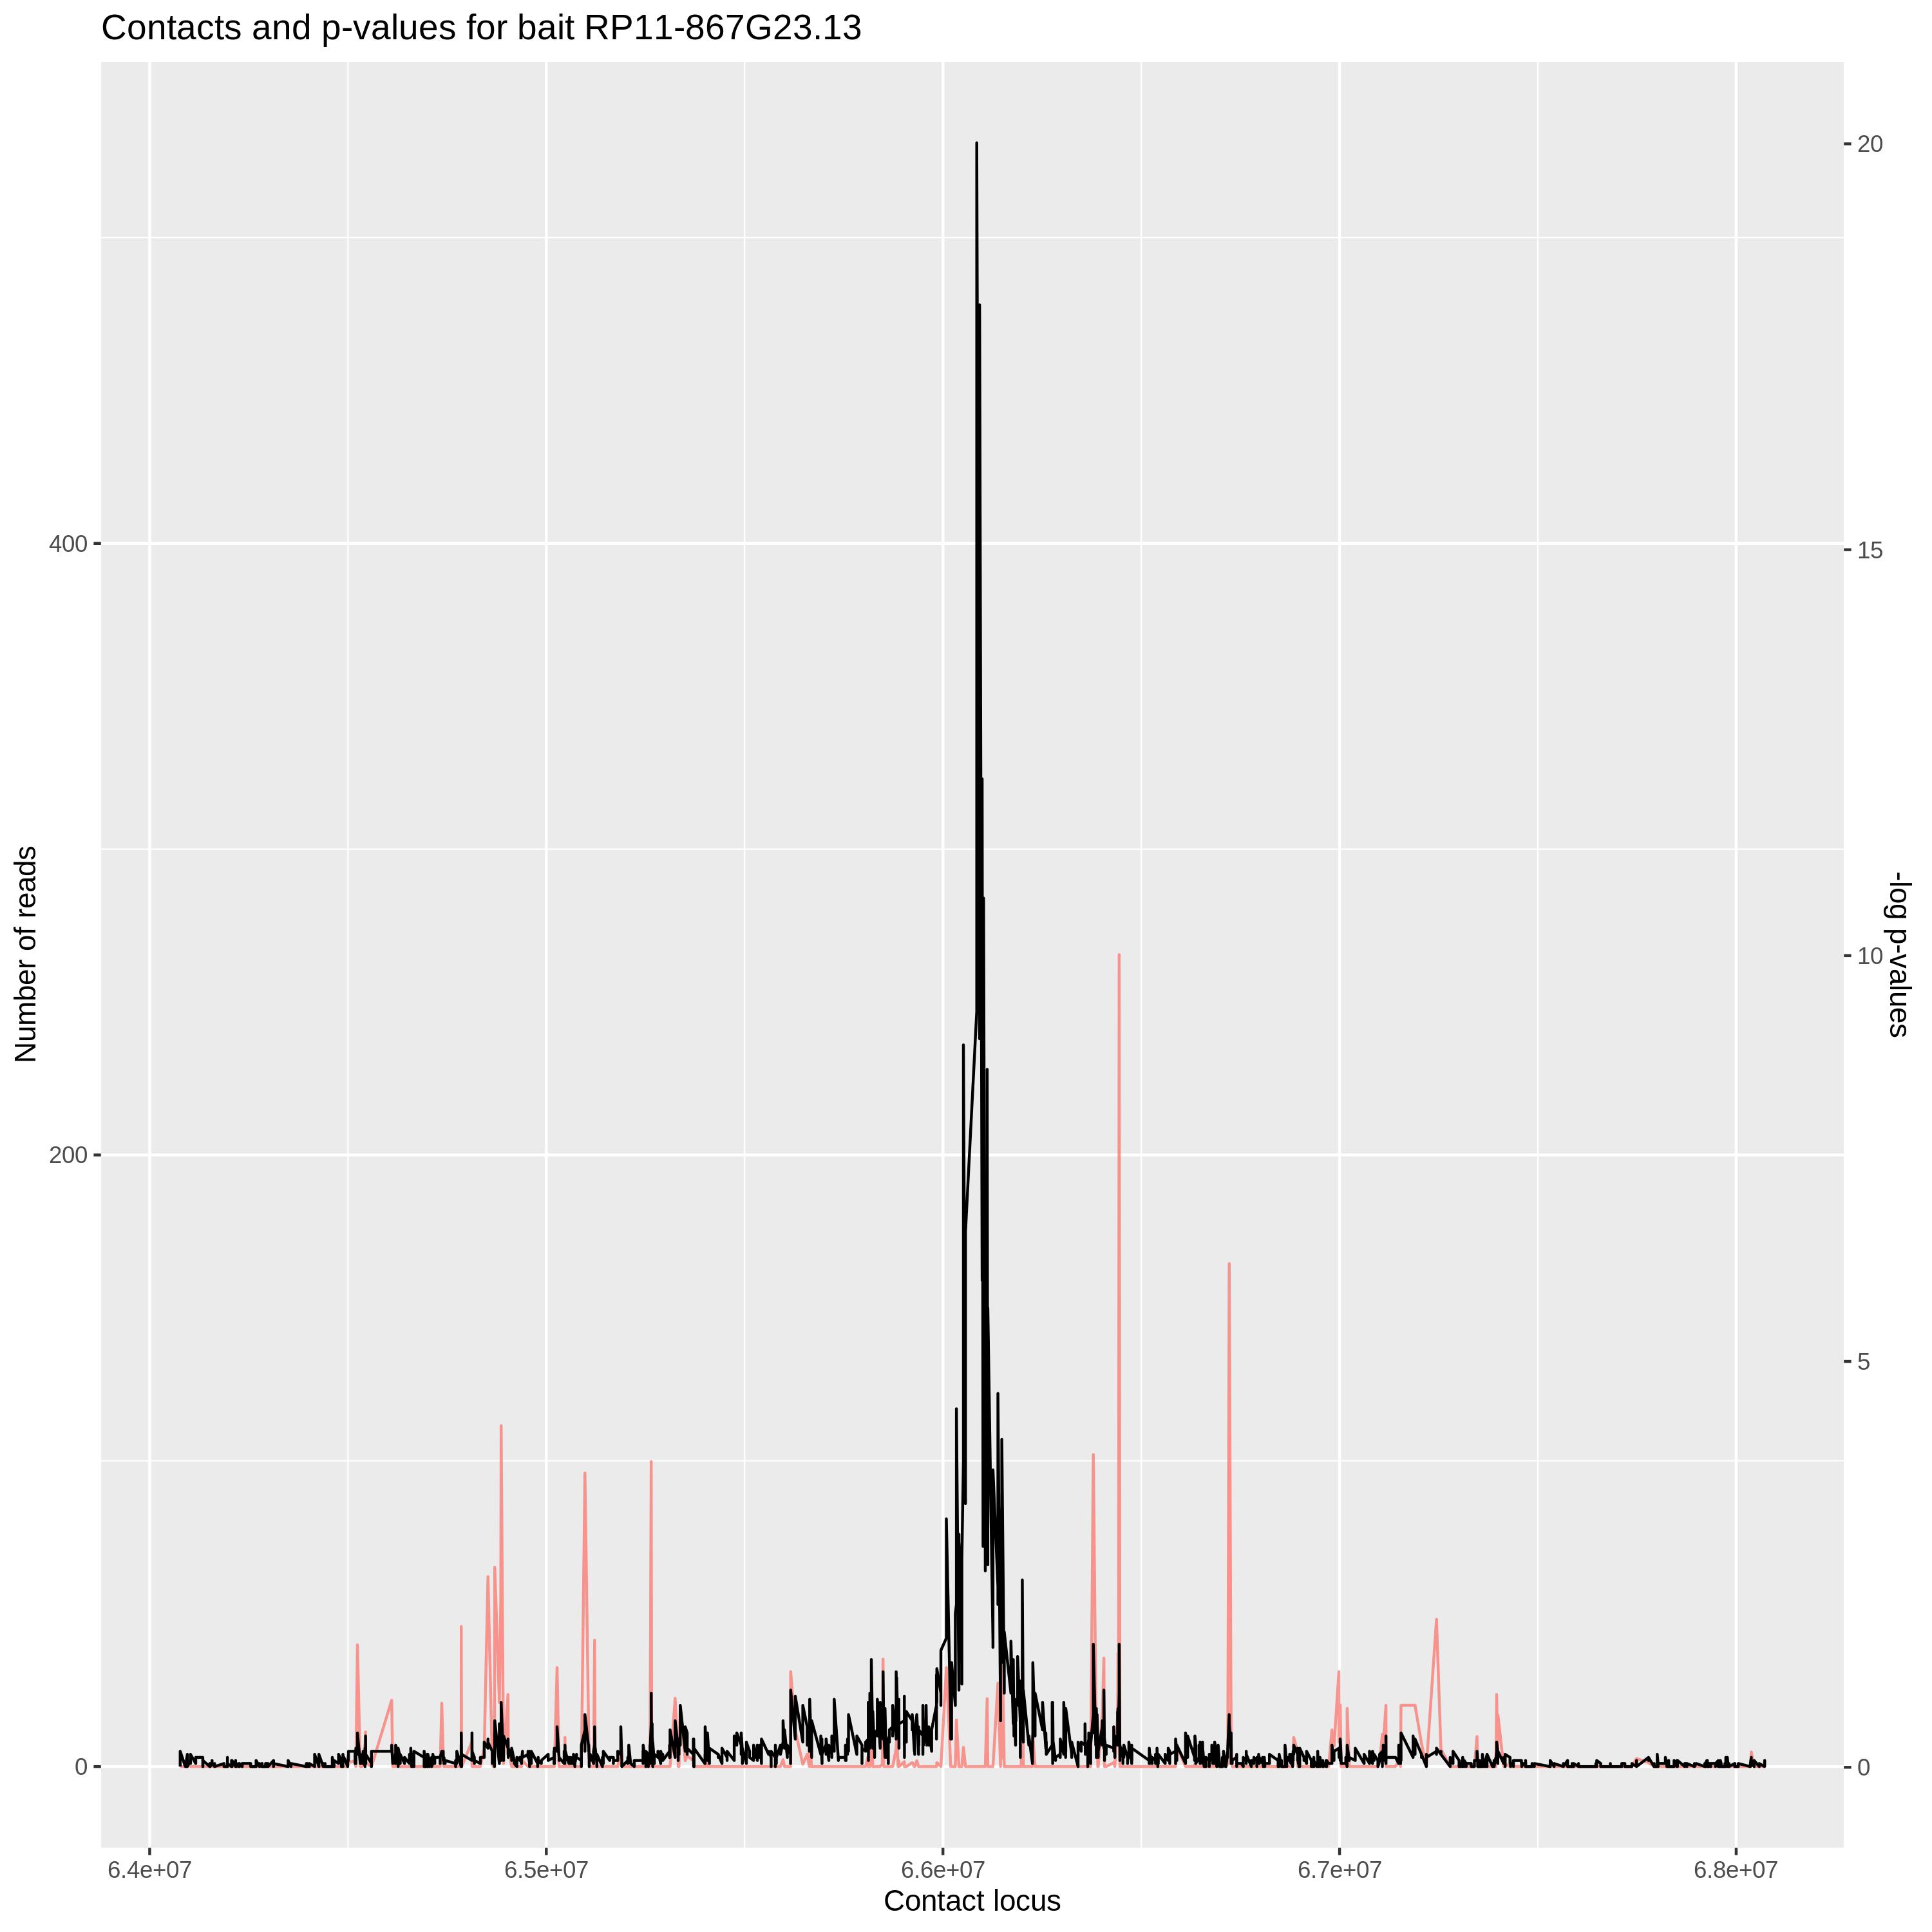 Contacts and p-values for bait RP11-867G23.13
20
400
15
Number of reads
-log p-values
10
200
5
0
0
6.4e+07
6.5e+07
6.6e+07
6.7e+07
6.8e+07
Contact locus